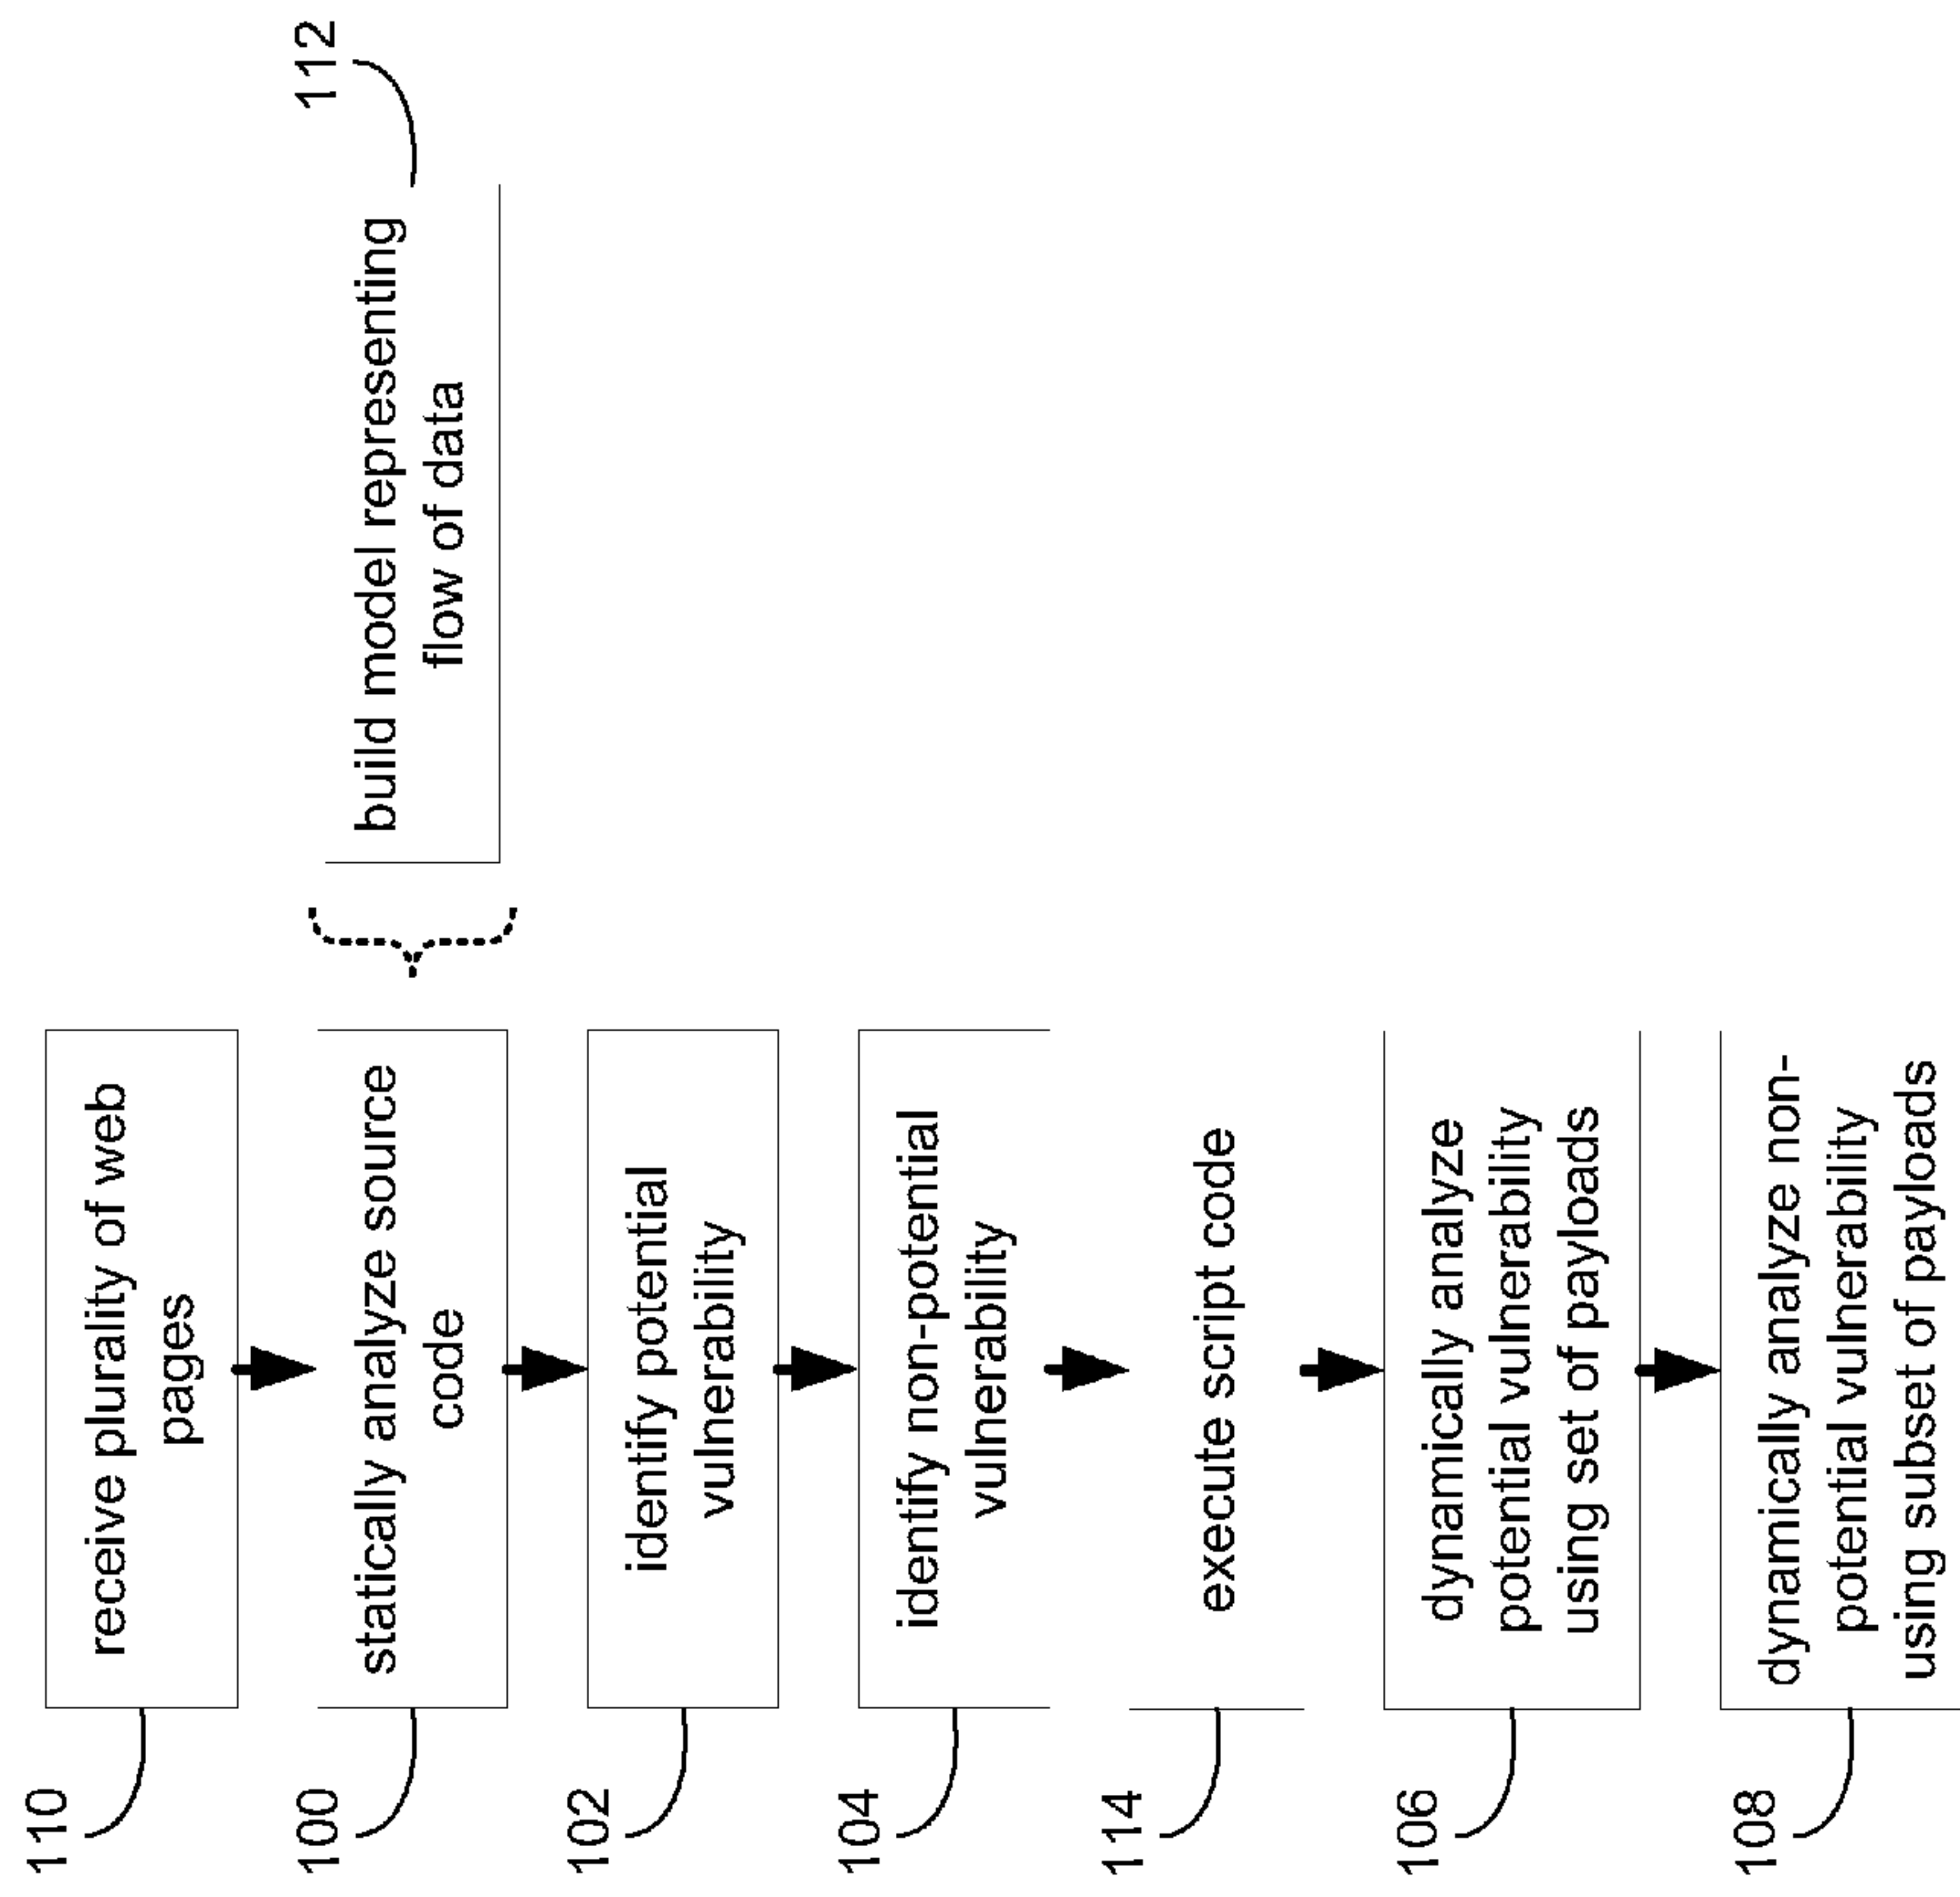 110
receive plurality of web
pages
100
statically analyze source
code
112
build model representing
flow of data
102
identify potential
vulnerability
104
identify non-potential
vulnerability
114
execute script code
106
dynamically analyze
potential vulnerability
using set of payloads
108
dynamically analyze non-
potential vulnerability
using subset of payloads